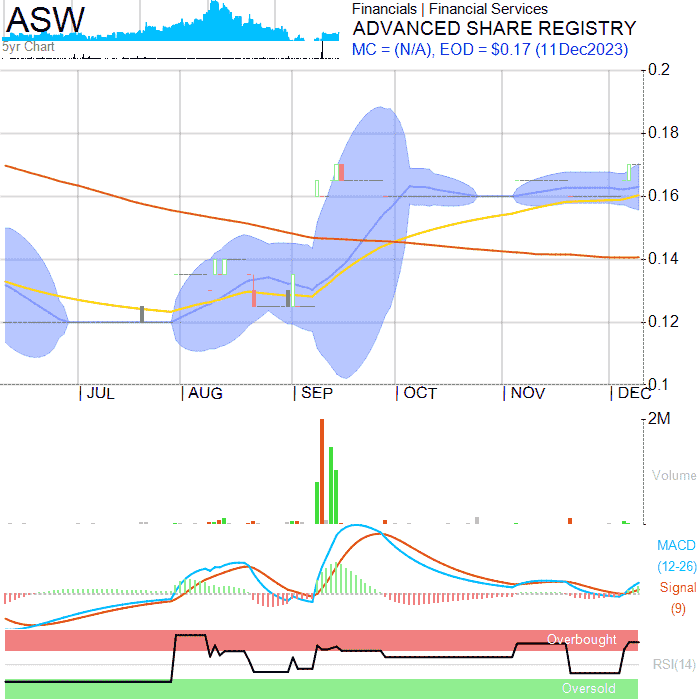 ASW
5yr Chart
Financials | Financial Services
ADVANCED SHARE REGISTRY
MC = (N/A), EOD = $0.17 (11Dec2023)
0.2
0.18
0.16
0.14
0.12
0.1
JUL
AUG
SEP
OCT
NOV
DEC
2M
Volume
MACD
(12-26)
Signal
(9)
Overbought
RSI(14)
Oversold